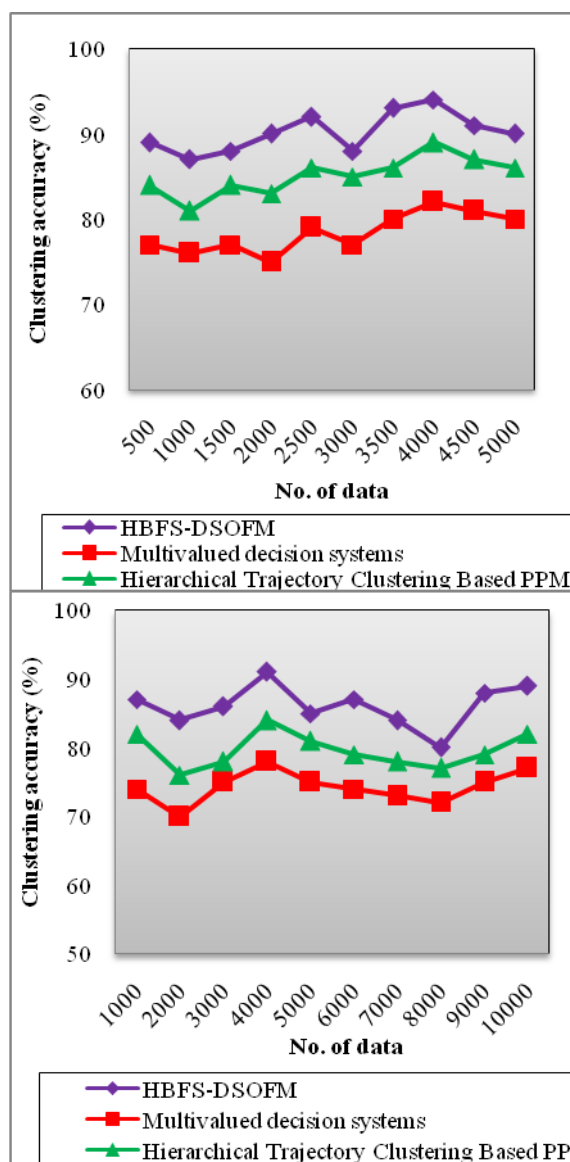 100
90
80
70
60
Clustering accuracy (%)
500 1000 1500 2000 2500 3000 3500 4000 4500 5000
No. of data
HBFS-DSOFM
Multivalued decision systems
Hierarchical Trajectory Clustering Based PPM
100
90
80
70
60
50
Clustering accuracy (%)
1000 2000 3000 4000 5000 6000 7000 8000 9000 10000
No. of data
HBFS-DSOFM
Multivalued decision systems
Hierarchical Trajectory Clustering Based PP